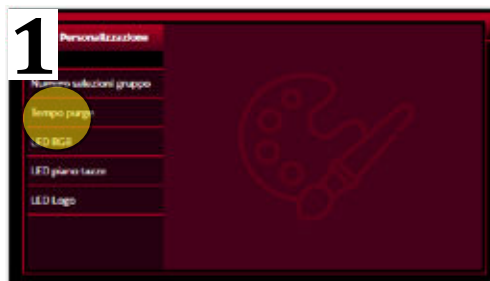 1
Personalizzazione
Numero selezioni gruppo
Tempo purge
LED RGB
LED piano tazze
LED Logo